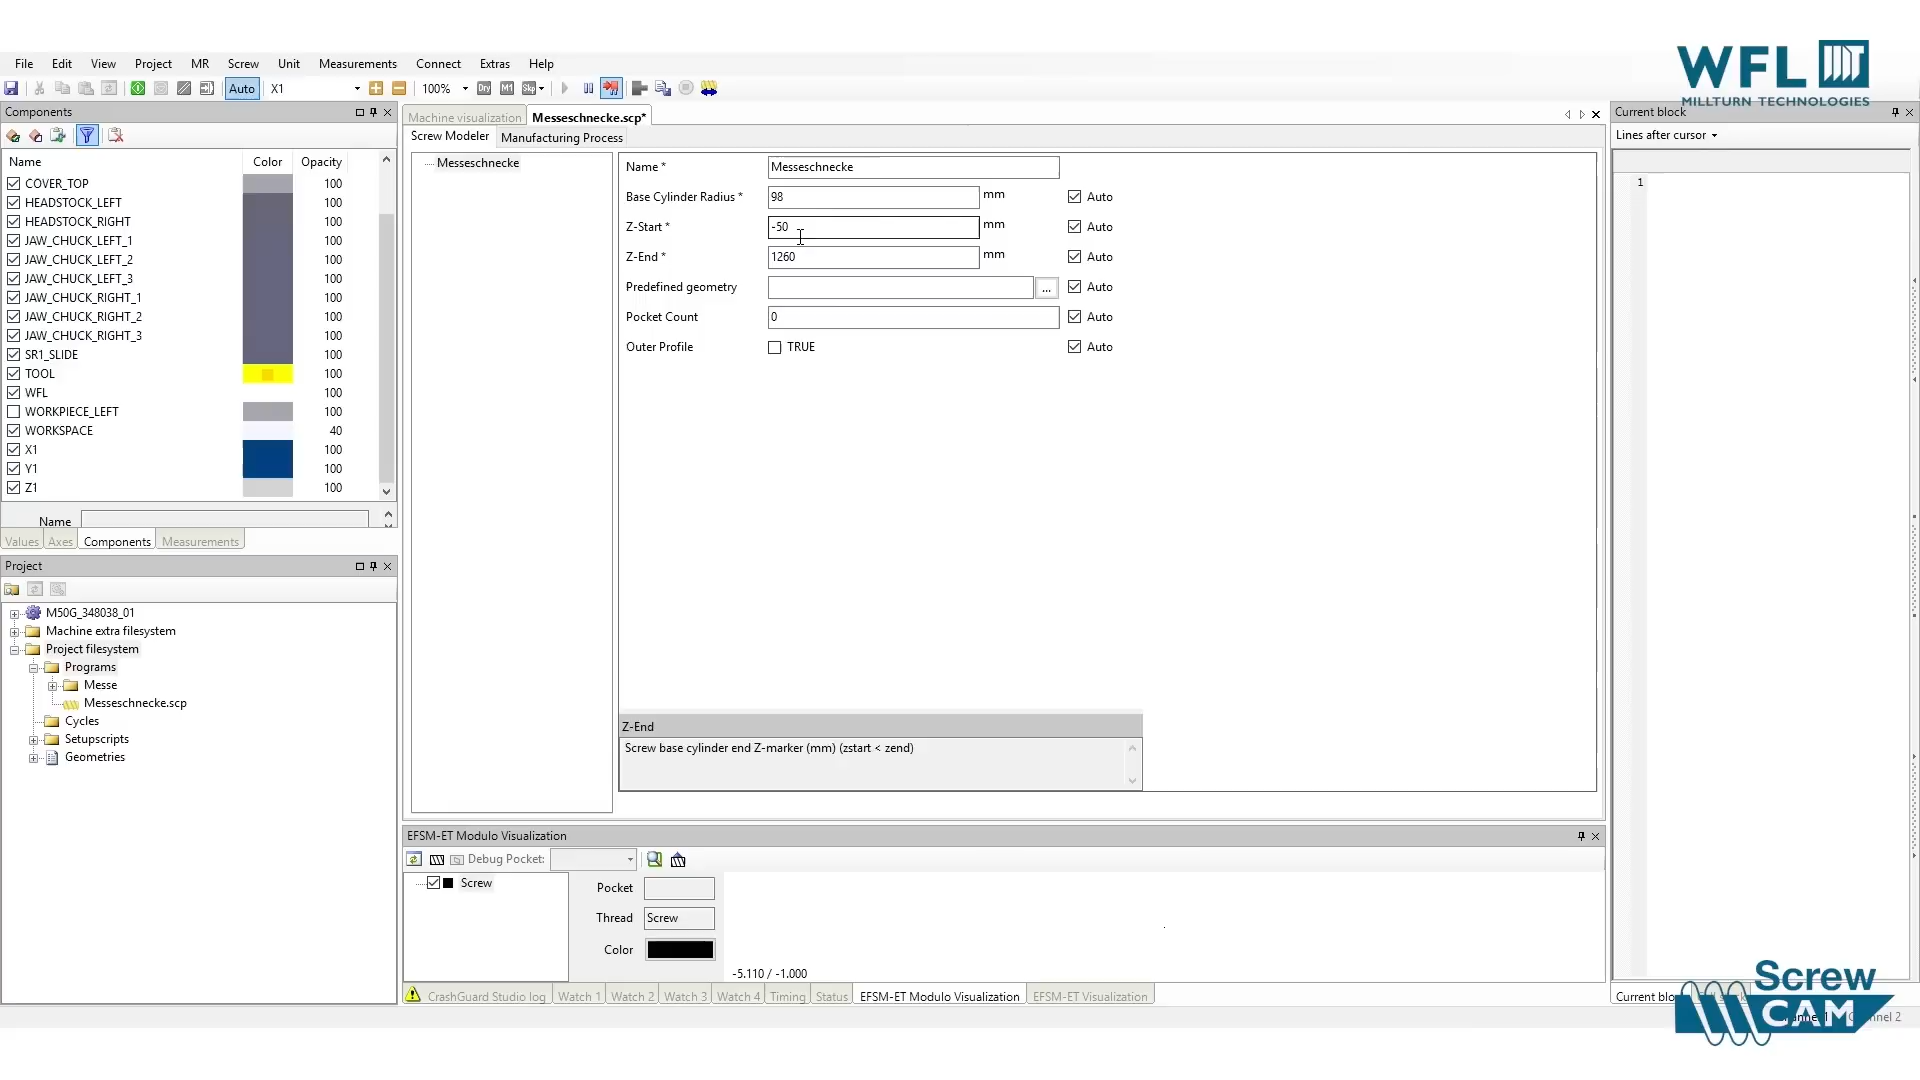 WFL
MILLTURN TECHNOLOGIES
File Edit View Project MR Screw Unit Measurements Connect Extras Help
Auto X1 100% Dry M1 Skp
Components
Name Color Opacity
COVER_TOP 100
HEADSTOCK_LEFT 100
HEADSTOCK_RIGHT 100
JAW_CHUCK_LEFT_1 100
JAW_CHUCK_LEFT_2 100
JAW_CHUCK_LEFT_3 100
JAW_CHUCK_RIGHT_1 100
JAW_CHUCK_RIGHT_2 100
JAW_CHUCK_RIGHT_3 100
SR1_SLIDE 100
TOOL 100
WFL 100
WORKPIECE_LEFT 100
WORKSPACE 40
X1 100
Y1 100
Z1 100
Name
Values Axes Components Measurements
Project
M50G_348038_01
Machine extra filesystem
Project filesystem
Programs
Messe
Messeschnecke.scp
Cycles
Setupscripts
Geometries
Machine visualization Messeschnecke.scp*
Screw Modeler Manufacturing Process
Messeschnecke
Name * Messeschnecke
Base Cylinder Radius * 98 mm Auto
Z-Start * -50 mm Auto
Z-End * 1260 mm Auto
Predefined geometry ... Auto
Pocket Count 0 Auto
Outer Profile TRUE Auto
Z-End
Screw base cylinder end Z-marker (mm) (zstart < zend)
EFSM-ET Modulo Visualization
Debug Pocket:
Screw
Pocket
Thread Screw
Color
-5.110 / -1.000
CrashGuard Studio log Watch 1 Watch 2 Watch 3 Watch 4 Timing Status EFSM-ET Modulo Visualization EFSM-ET Visualization
Current block
Lines after cursor
1
Current blo
Screw
CAM